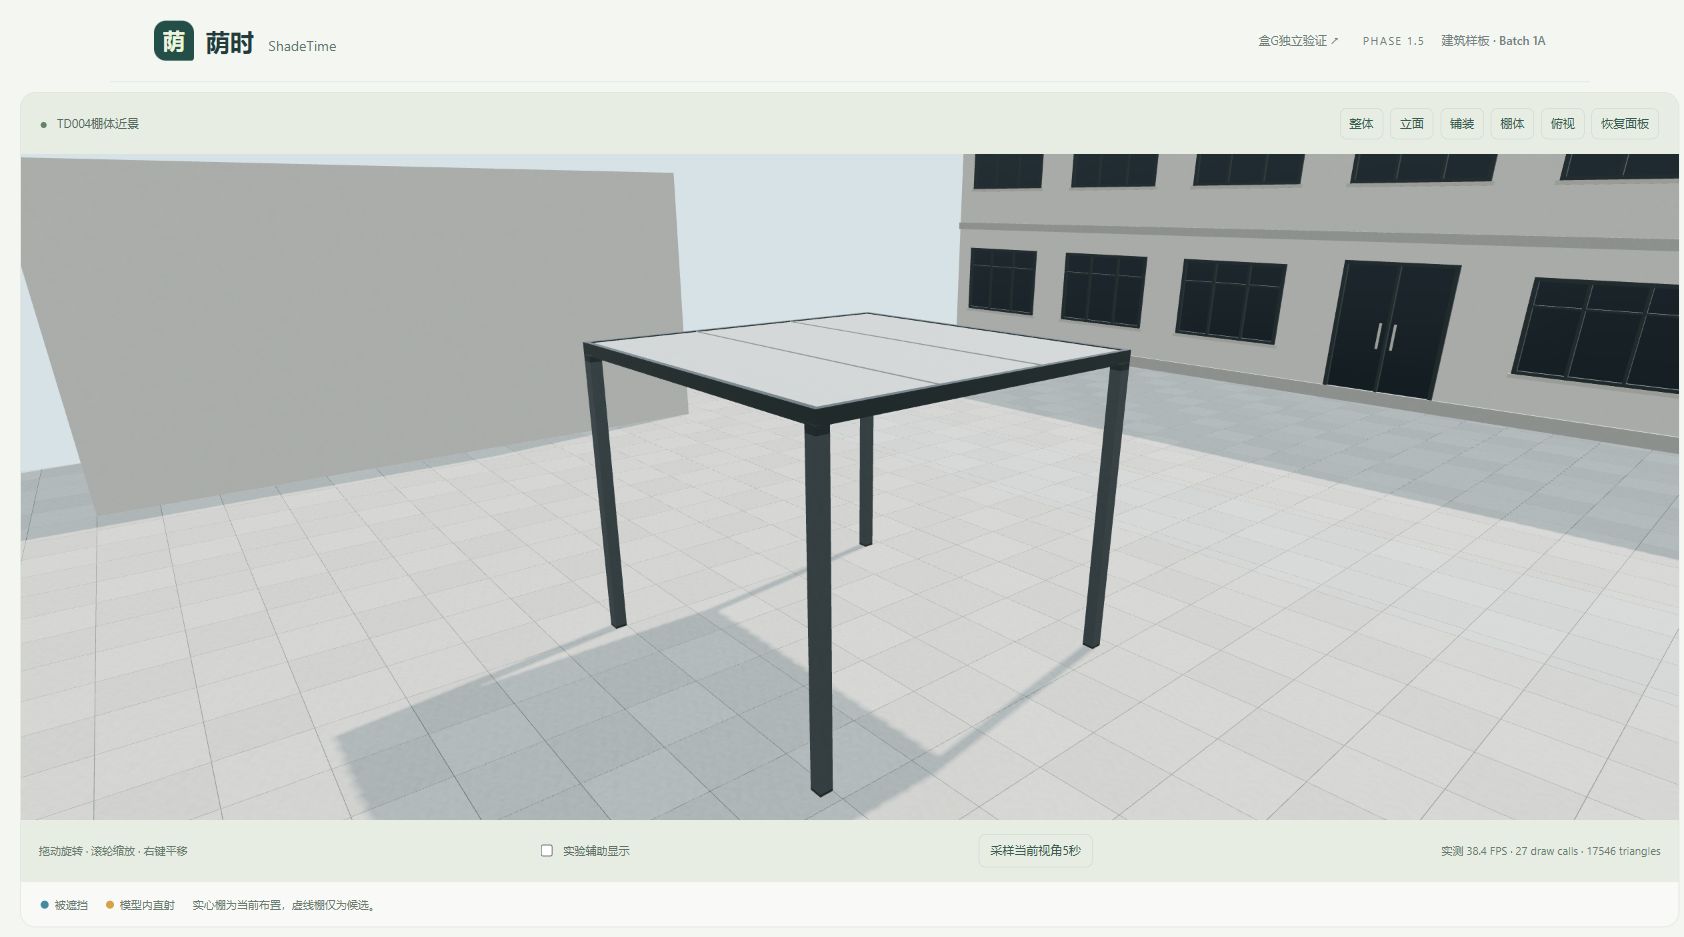 荫 荫时 ShadeTime 盒G独立验证 ↗ PHASE 1.5 建筑样板 · Batch 1A
TD004棚体近景 整体 立面 铺装 棚体 俯视 恢复面板
拖动旋转 · 滚轮缩放 · 右键平移 实验辅助显示 采样当前视角5秒 实测 38.4 FPS · 27 draw calls · 17546 triangles
被遮挡 模型内直射 实心棚为当前布置，虚线棚仅为候选。